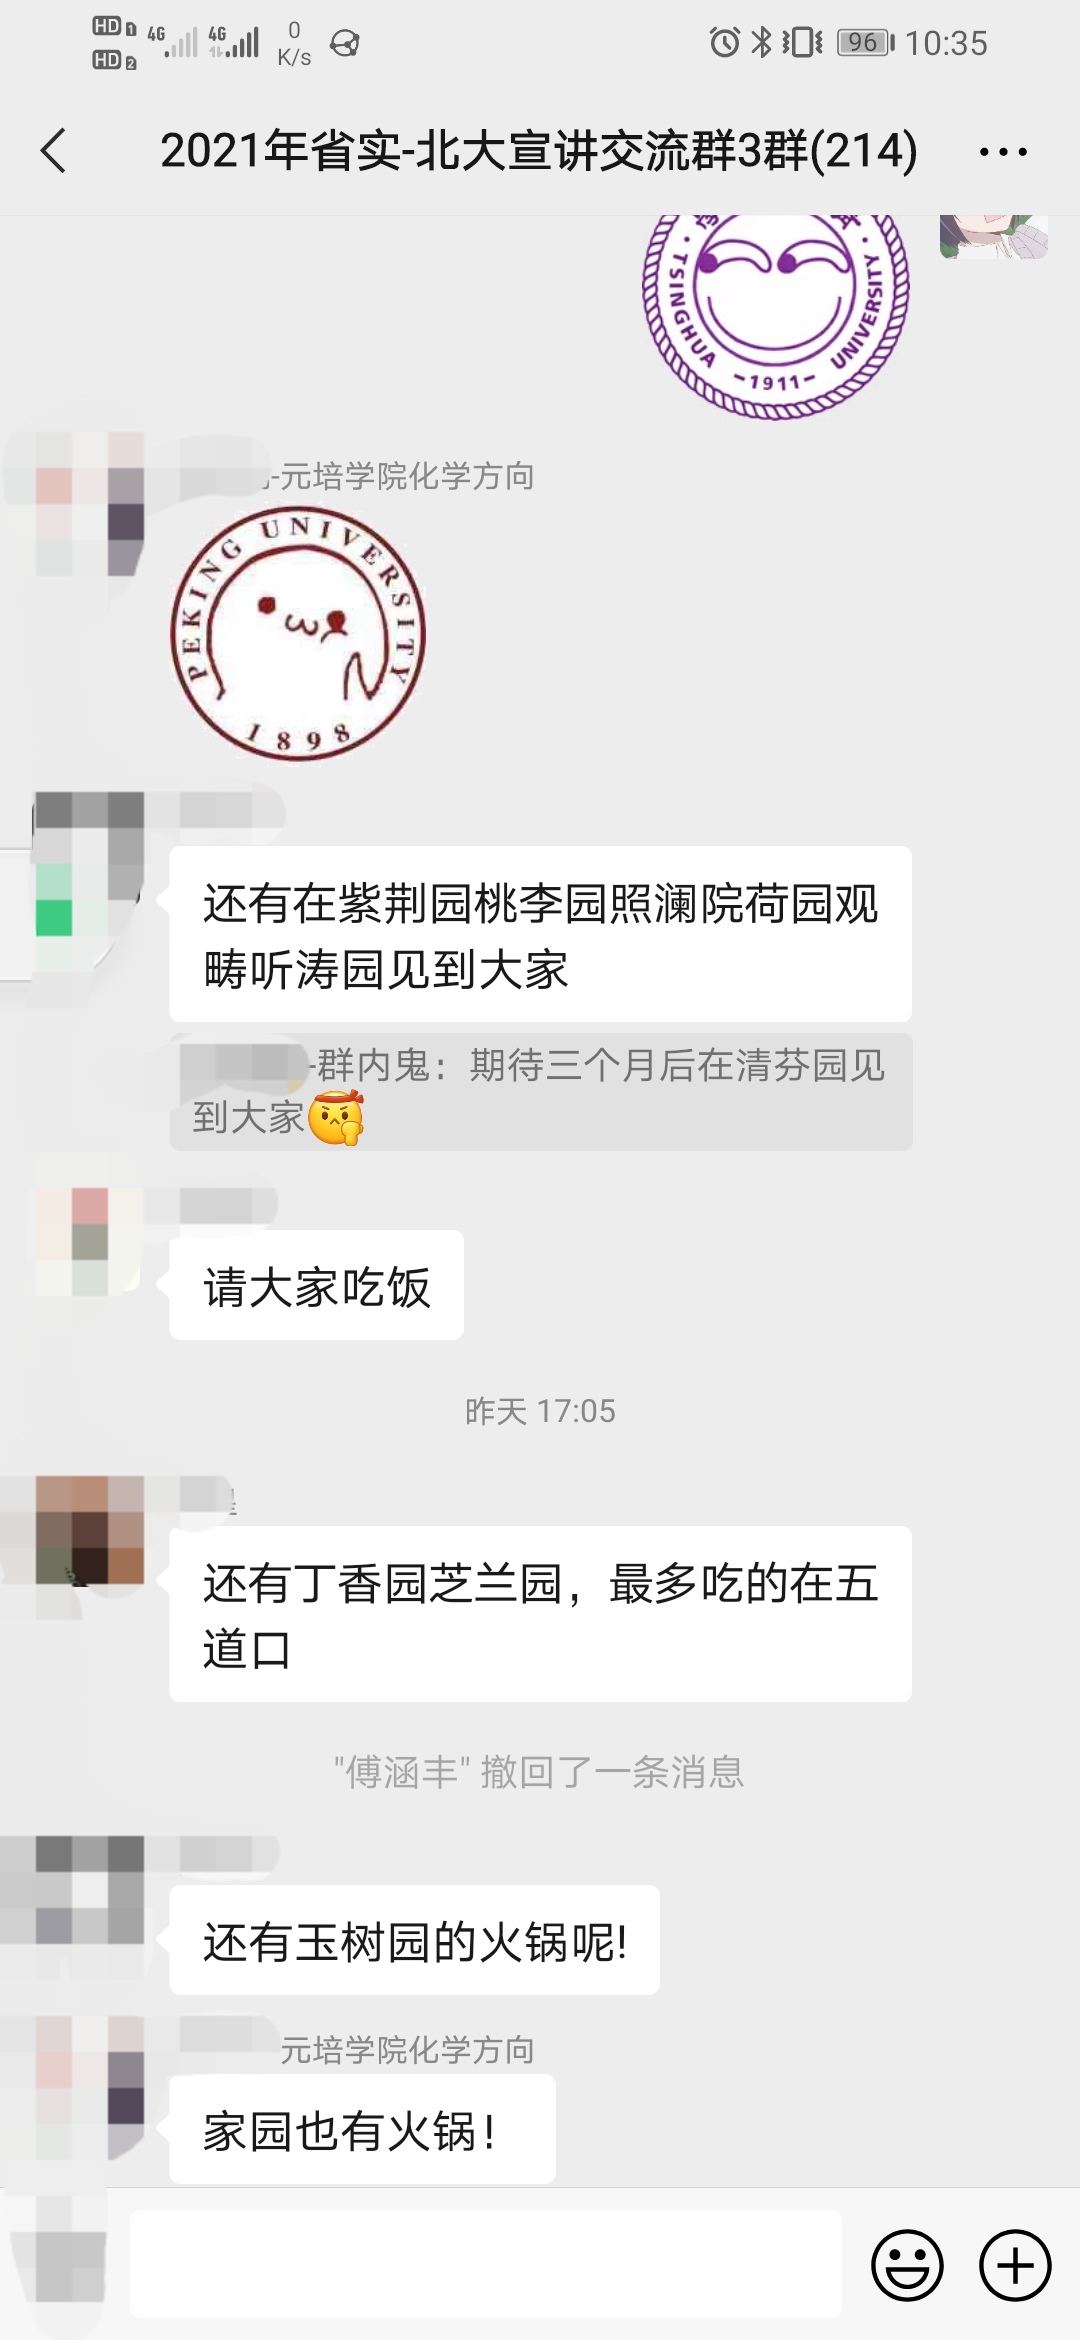 HD 1 4G 4G 0 96 10:35
HD 2 K/s
2021年省实-北大宣讲交流群3群(214)
TSINGHUA UNIVERSITY
-1911-
-元培学院化学方向
PEKING UNIVERSITY
1898
还有在紫荆园桃李园照澜院荷园观
畴听涛园见到大家
-群内鬼：期待三个月后在清芬园见
到大家
请大家吃饭
昨天 17:05
还有丁香园芝兰园，最多吃的在五
道口
"傅涵丰" 撤回了一条消息
还有玉树园的火锅呢!
元培学院化学方向
家园也有火锅！